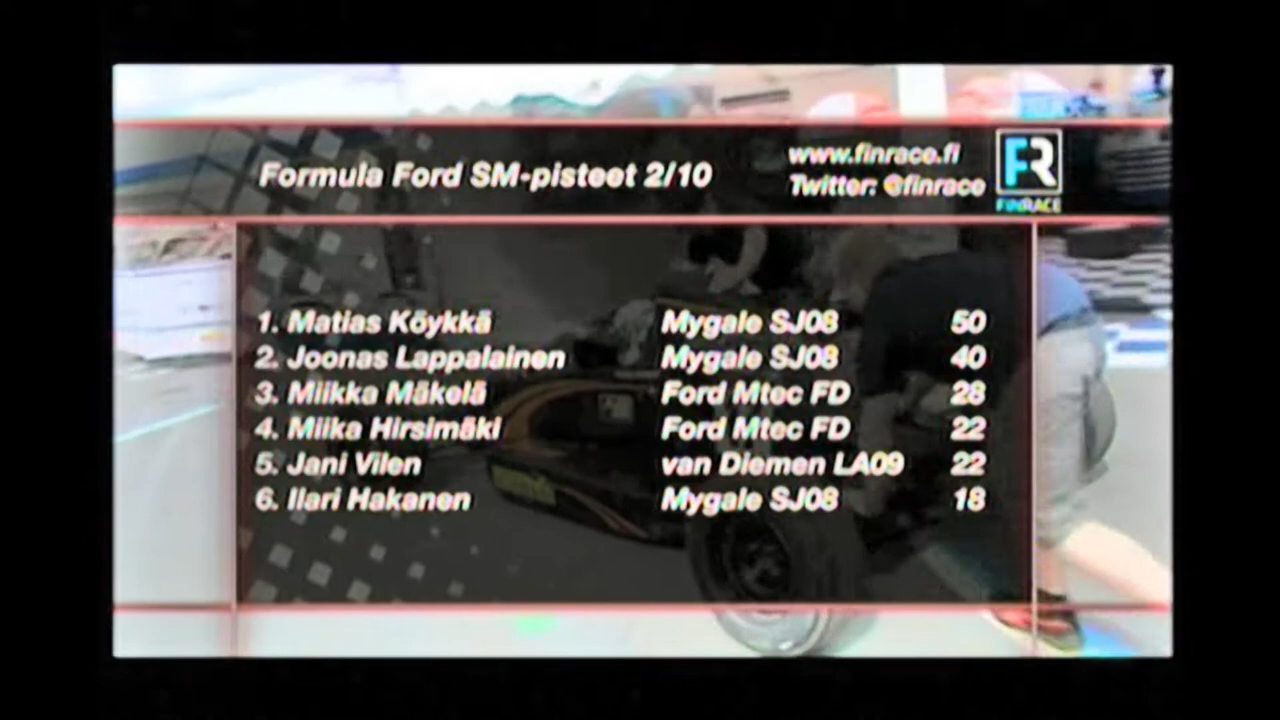 Formula Ford SM-pisteet 2/10
www.finrace.fi
Twitter: @finrace
FR
FINRACE
1. Matias Köykkä Mygale SJ08 50
2. Joonas Lappalainen Mygale SJ08 40
3. Miikka Mäkelä Ford Mtec FD 28
4. Miika Hirsimäki Ford Mtec FD 22
5. Jani Vilen van Diemen LA09 22
6. Ilari Hakanen Mygale SJ08 18